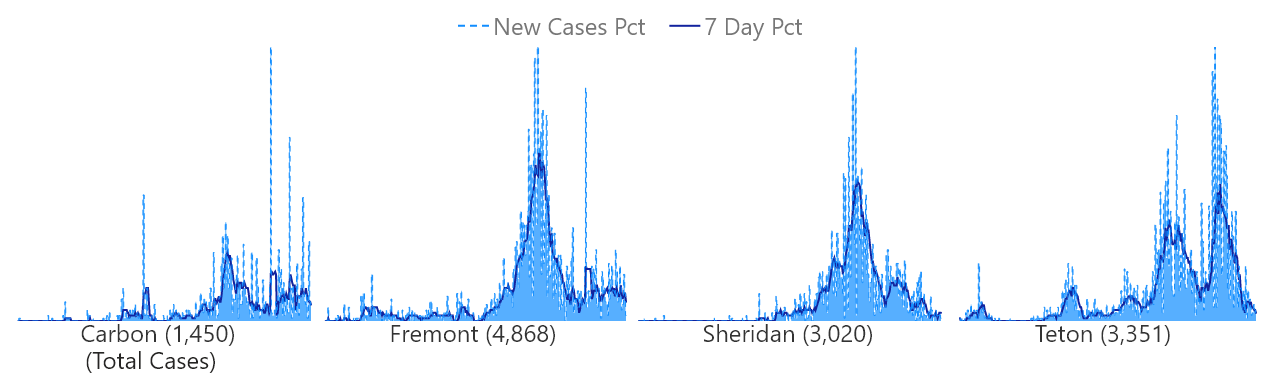 New Cases Pct 7 Day Pct
Carbon (1,450) Fremont (4,868) Sheridan (3,020) Teton (3,351)
(Total Cases)